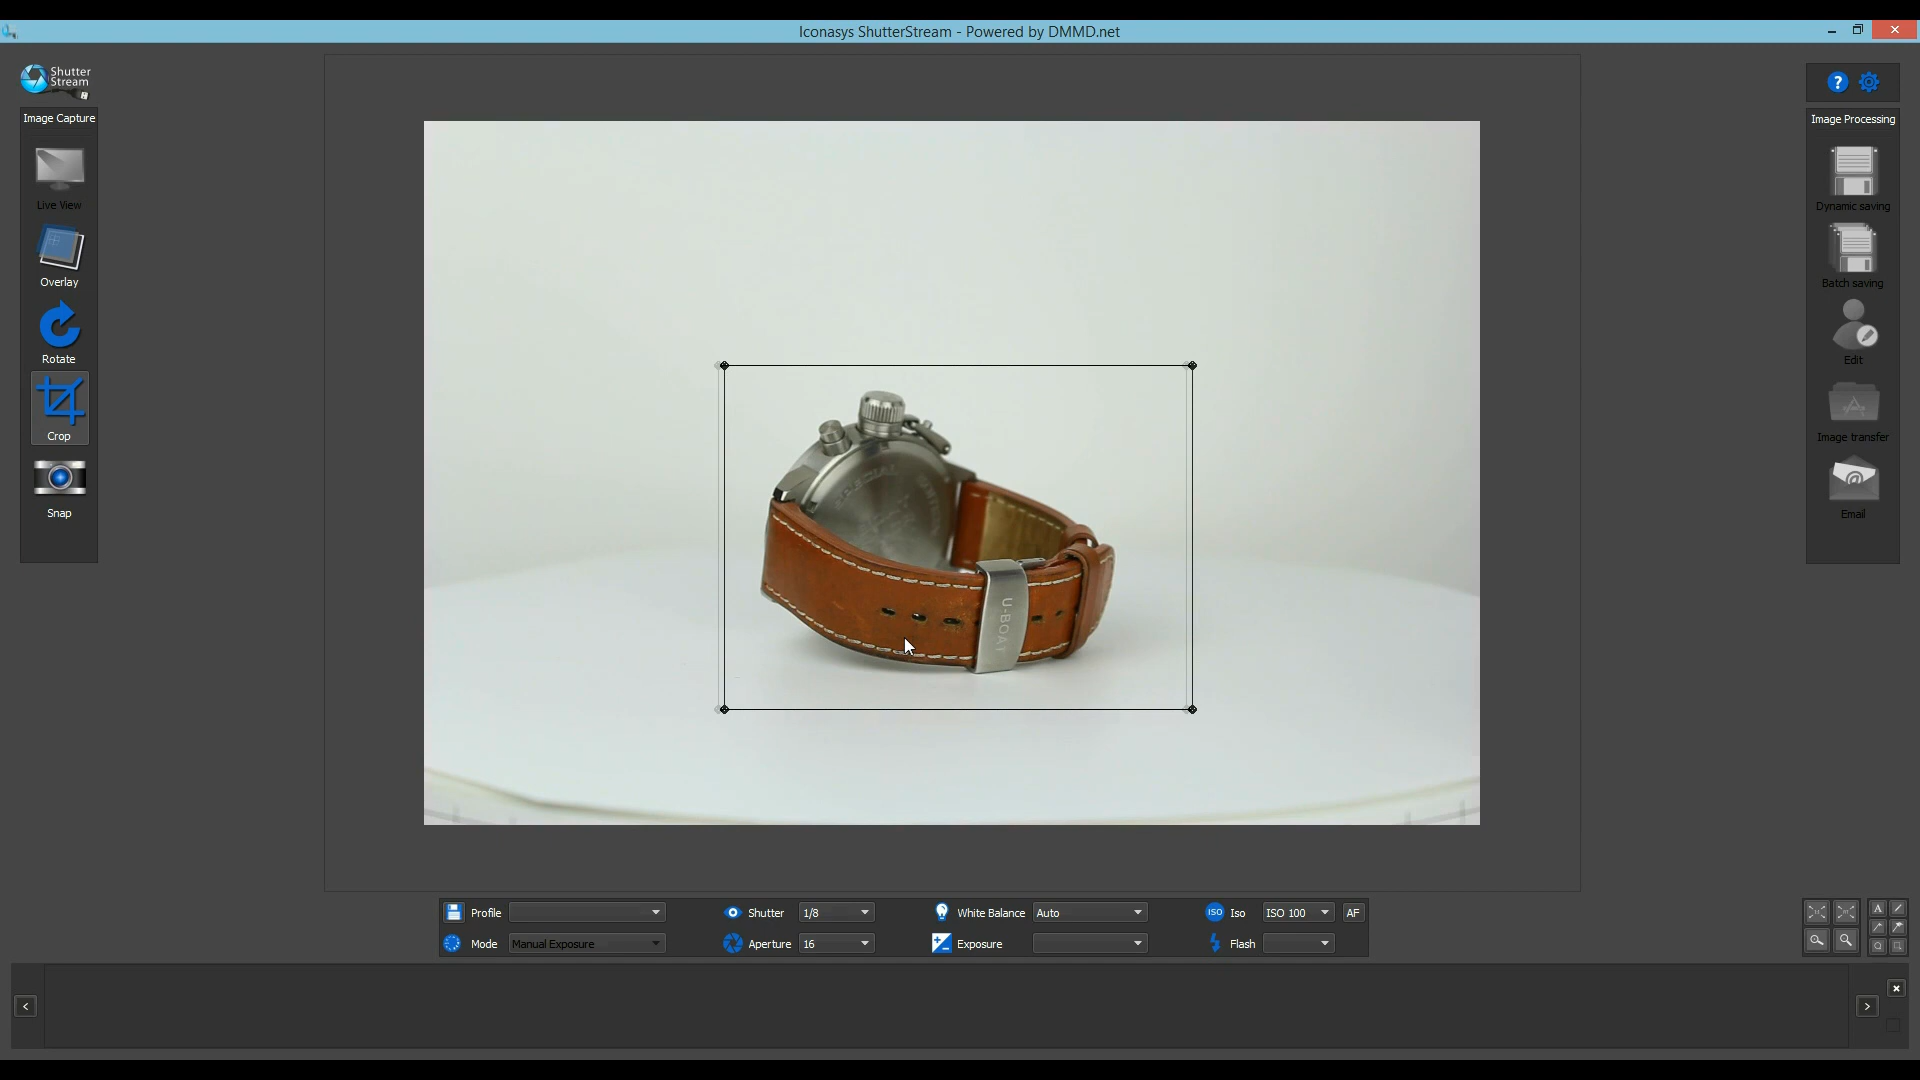 Iconasys ShutterStream - Powered by DMMD.net
Shutter
Stream
Image Capture
Live View
Overlay
Rotate
Crop
Snap
?
Image Processing
Dynamic saving
Batch saving
Edit
Image transfer
@
Email
SPECIAL
U-BOAT
Profile
Shutter 1/8
White Balance Auto
ISO Iso ISO 100 AF
Mode Manual Exposure
Aperture 16
Exposure
Flash
A
<
>